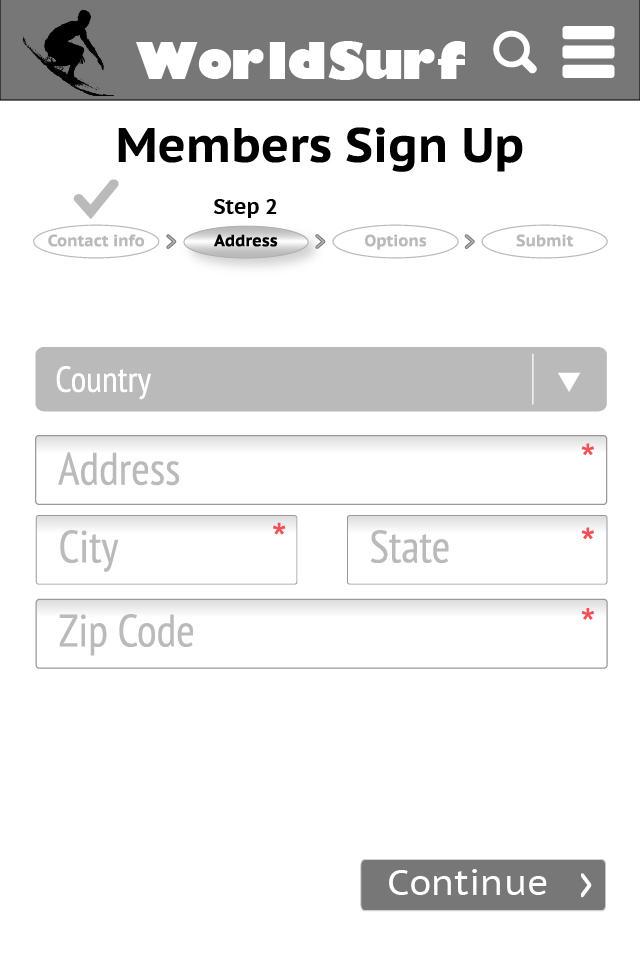 WorldSurf
Members Sign Up
Step 2
Contact info > Address > Options > Submit
Country
Address *
City * State *
Zip Code *
Continue >